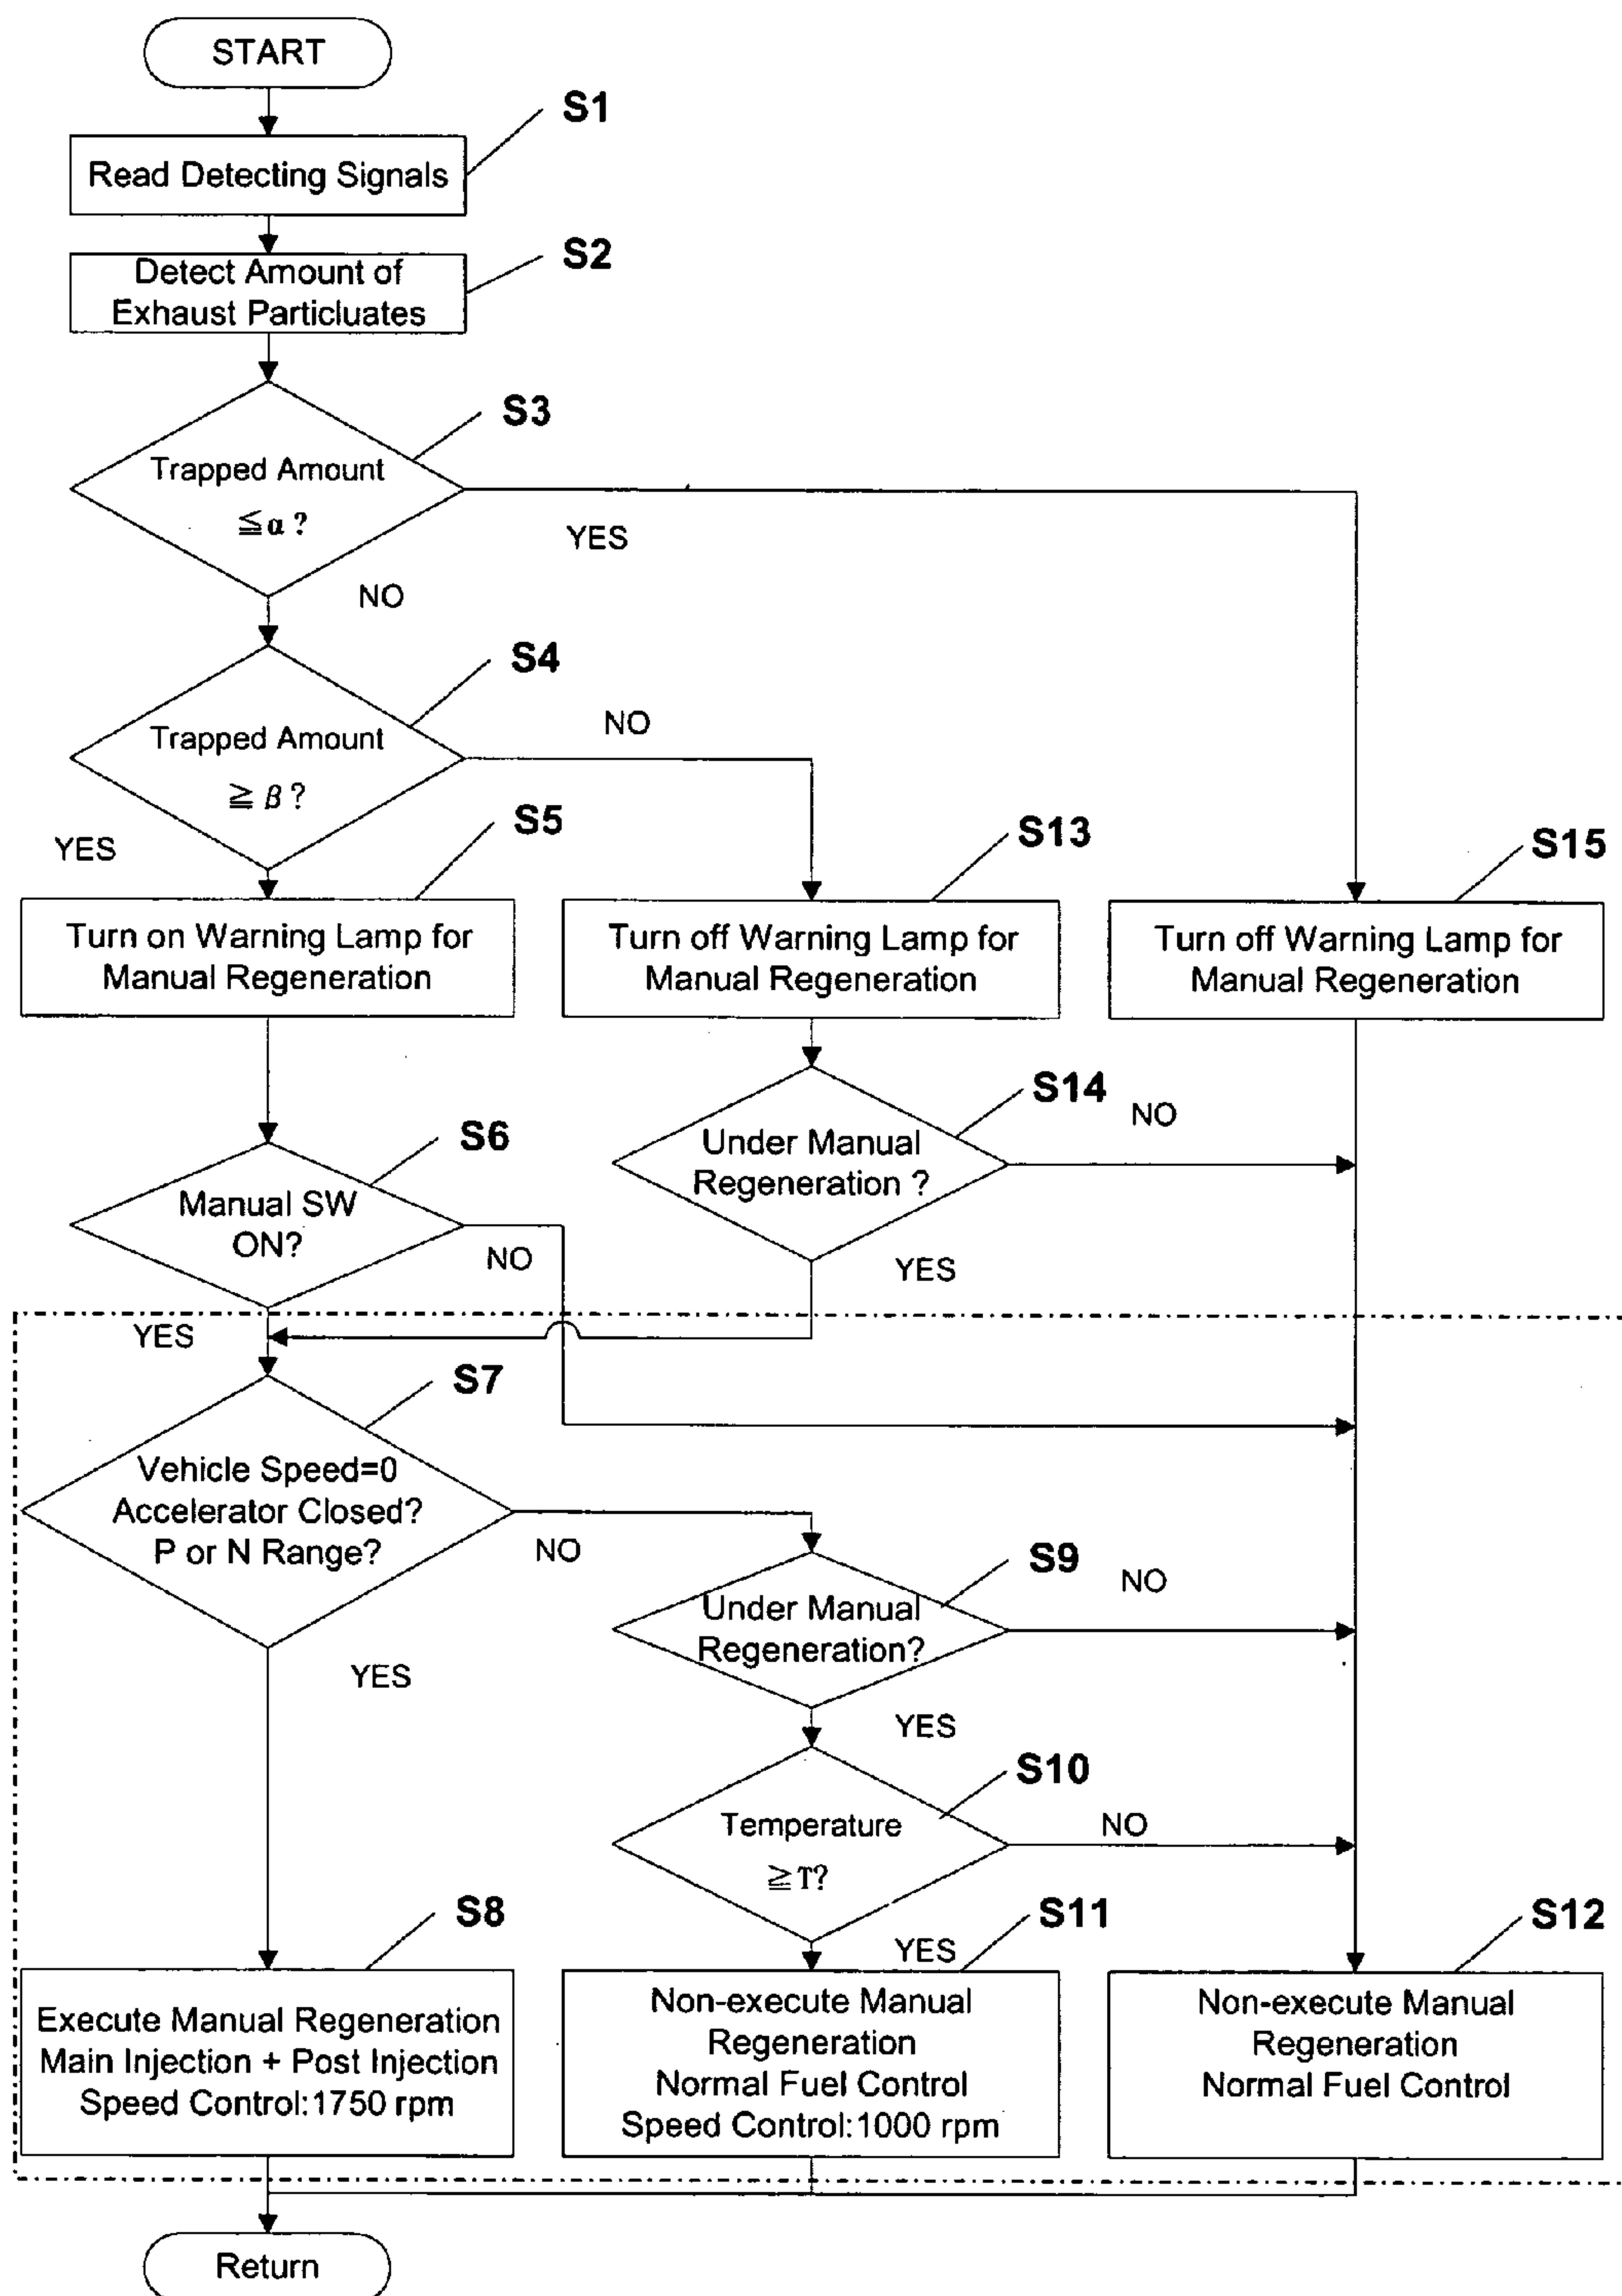 START
S1
Read Detecting Signals
S2
Detect Amount of
Exhaust Particluates
S3
Trapped Amount
≦α ?
YES
NO
S4
Trapped Amount
≧ β ?
NO
YES
S5
Turn on Warning Lamp for
Manual Regeneration
S13
Turn off Warning Lamp for
Manual Regeneration
S15
Turn off Warning Lamp for
Manual Regeneration
S14
Under Manual
Regeneration ?
NO
YES
S6
Manual SW
ON?
NO
YES
S7
Vehicle Speed=0
Accelerator Closed?
P or N Range?
NO
YES
S9
Under Manual
Regeneration?
NO
YES
S10
Temperature
≧T?
NO
YES
S8
Execute Manual Regeneration
Main Injection + Post Injection
Speed Control:1750 rpm
S11
Non-execute Manual
Regeneration
Normal Fuel Control
Speed Control:1000 rpm
S12
Non-execute Manual
Regeneration
Normal Fuel Control
Return